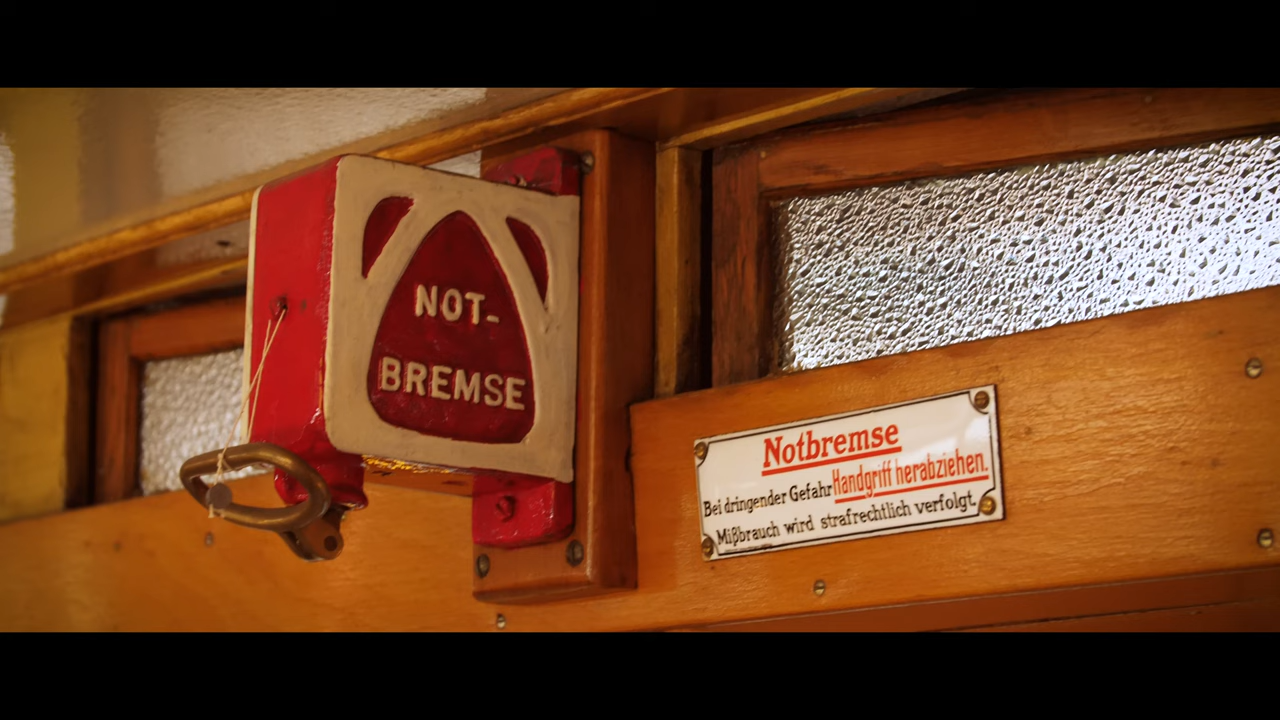 NOT-
BREMSE
Notbremse
Bei dringender Gefahr Handgriff herabziehen.
Mißbrauch wird strafrechtlich verfolgt.